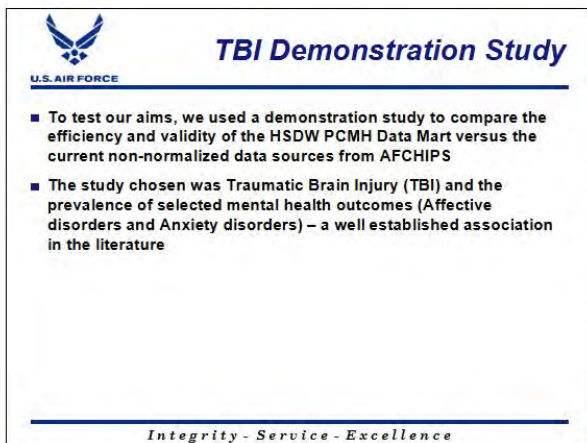 TBI Demonstration Study
U.S. AIR FORCE
To test our aims, we used a demonstration study to compare the
efficiency and validity of the HSDW PCMH Data Mart versus the
current non-normalized data sources from AFCHIPS
The study chosen was Traumatic Brain Injury (TBI) and the
prevalence of selected mental health outcomes (Affective
disorders and Anxiety disorders) – a well established association
in the literature
Integrity - Service - Excellence